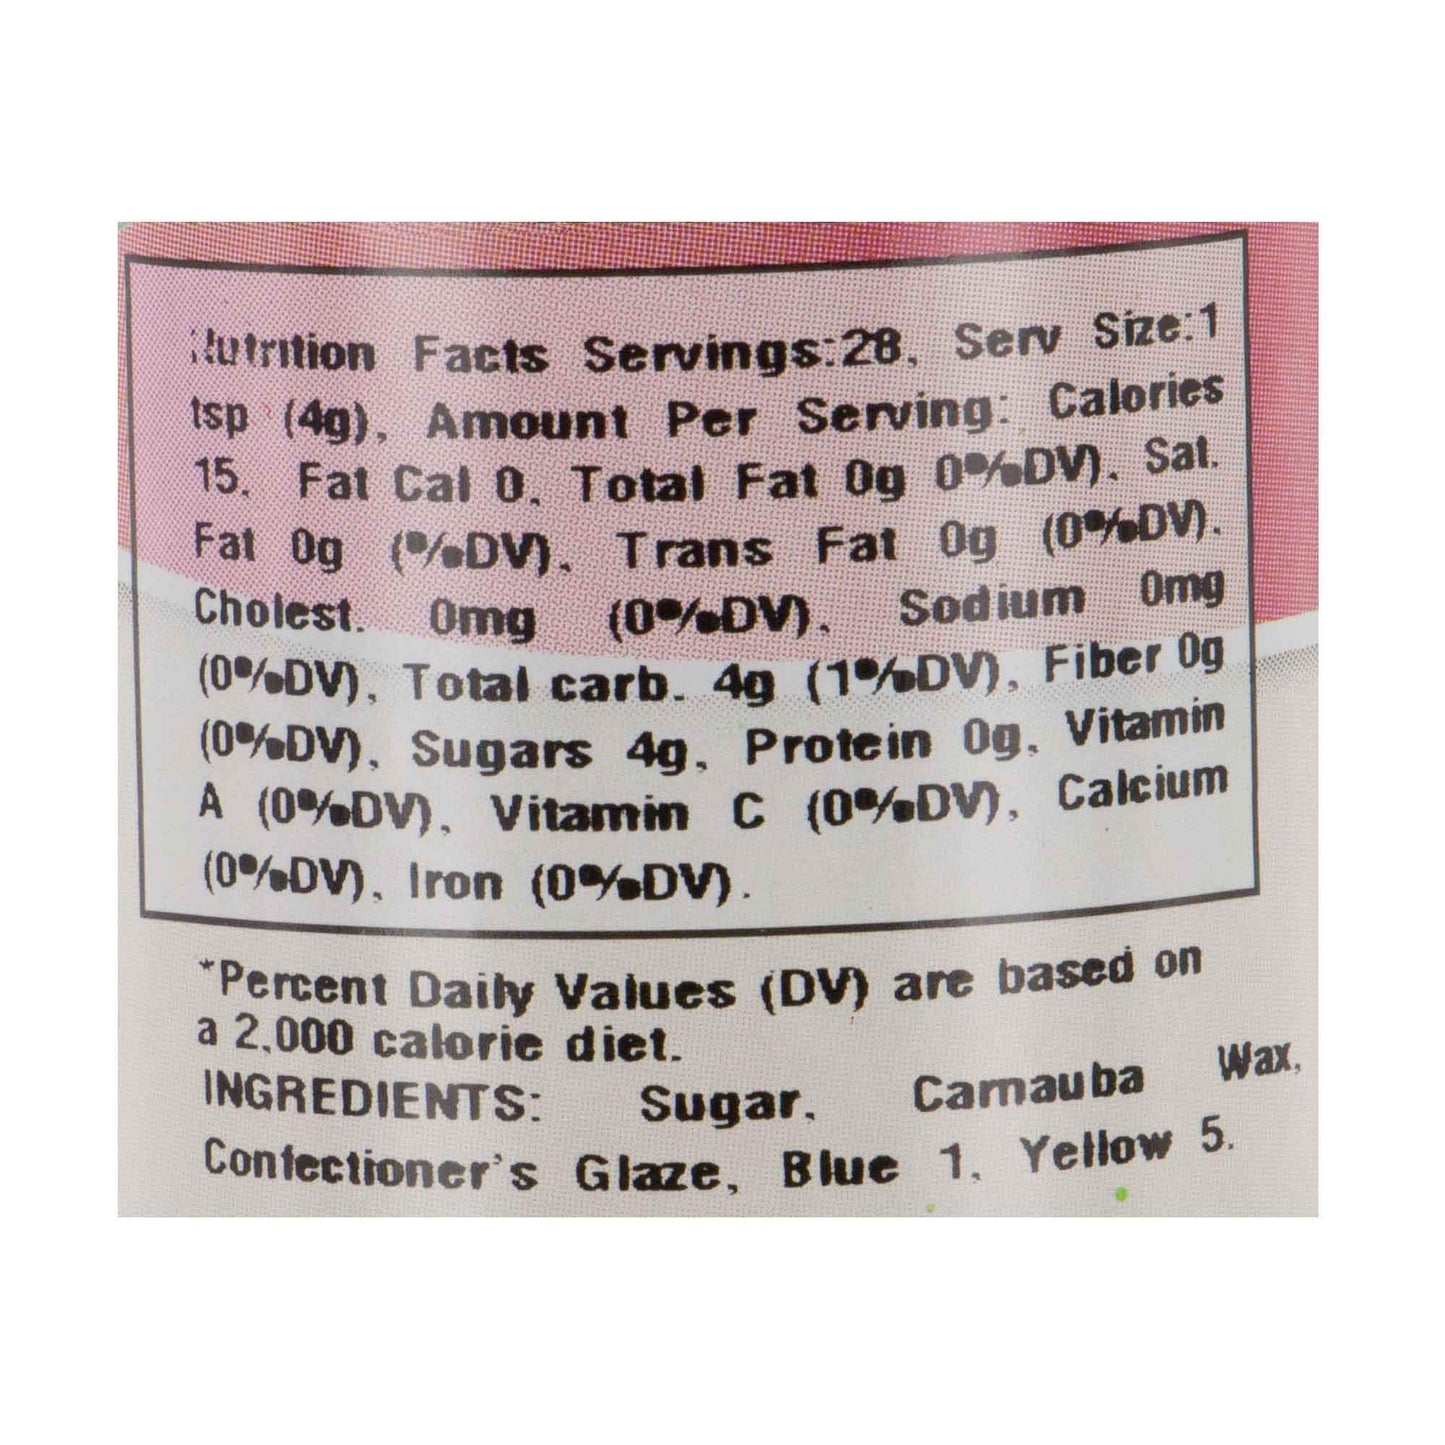 Nutrition Facts Servings:28, Serv Size:1
tsp (4g), Amount Per Serving: Calories
15, Fat Cal 0, Total Fat 0g 0%DV), Sat.
Fat 0g (%DV), Trans Fat 0g (0%DV),
Cholest. 0mg (0%DV), Sodium 0mg
(0%DV), Total carb. 4g (1%DV), Fiber 0g
(0%DV), Sugars 4g, Protein 0g, Vitamin
A (0%DV), Vitamin C (0%DV), Calcium
(0%DV), Iron (0%DV).
*Percent Daily Values (DV) are based on
a 2,000 calorie diet.
INGREDIENTS: Sugar, Carnauba Wax,
Confectioner's Glaze, Blue 1, Yellow 5.